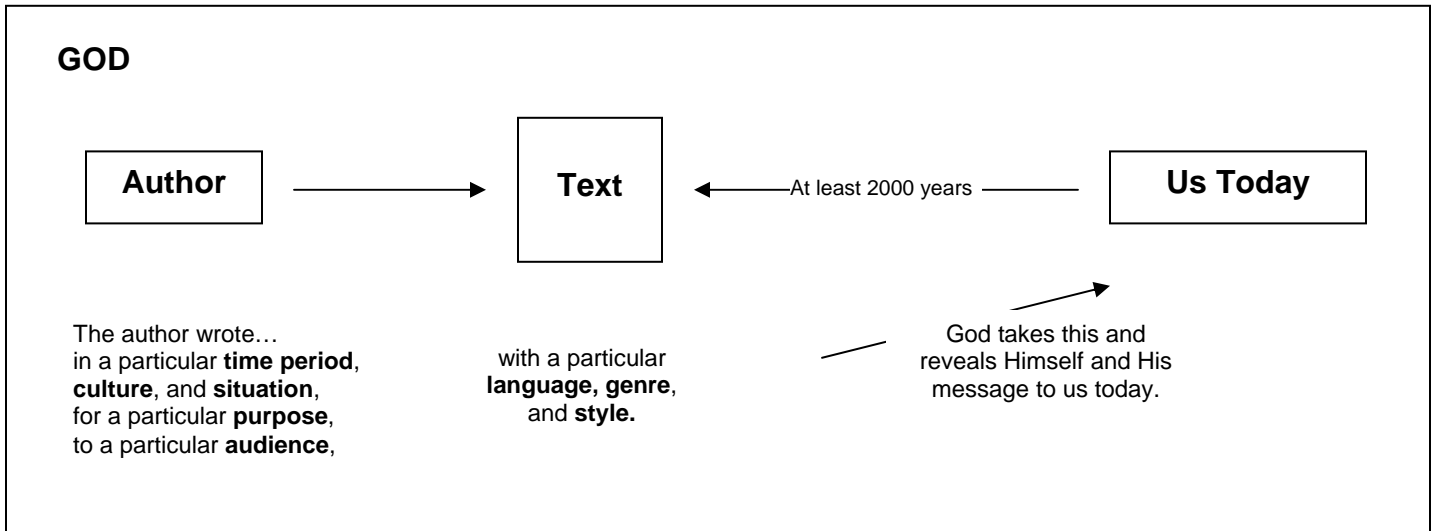 GOD
Author
Text
At least 2000 years
Us Today
The author wrote…
in a particular time period,
culture, and situation,
for a particular purpose,
to a particular audience,
with a particular
language, genre,
and style.
God takes this and
reveals Himself and His
message to us today.